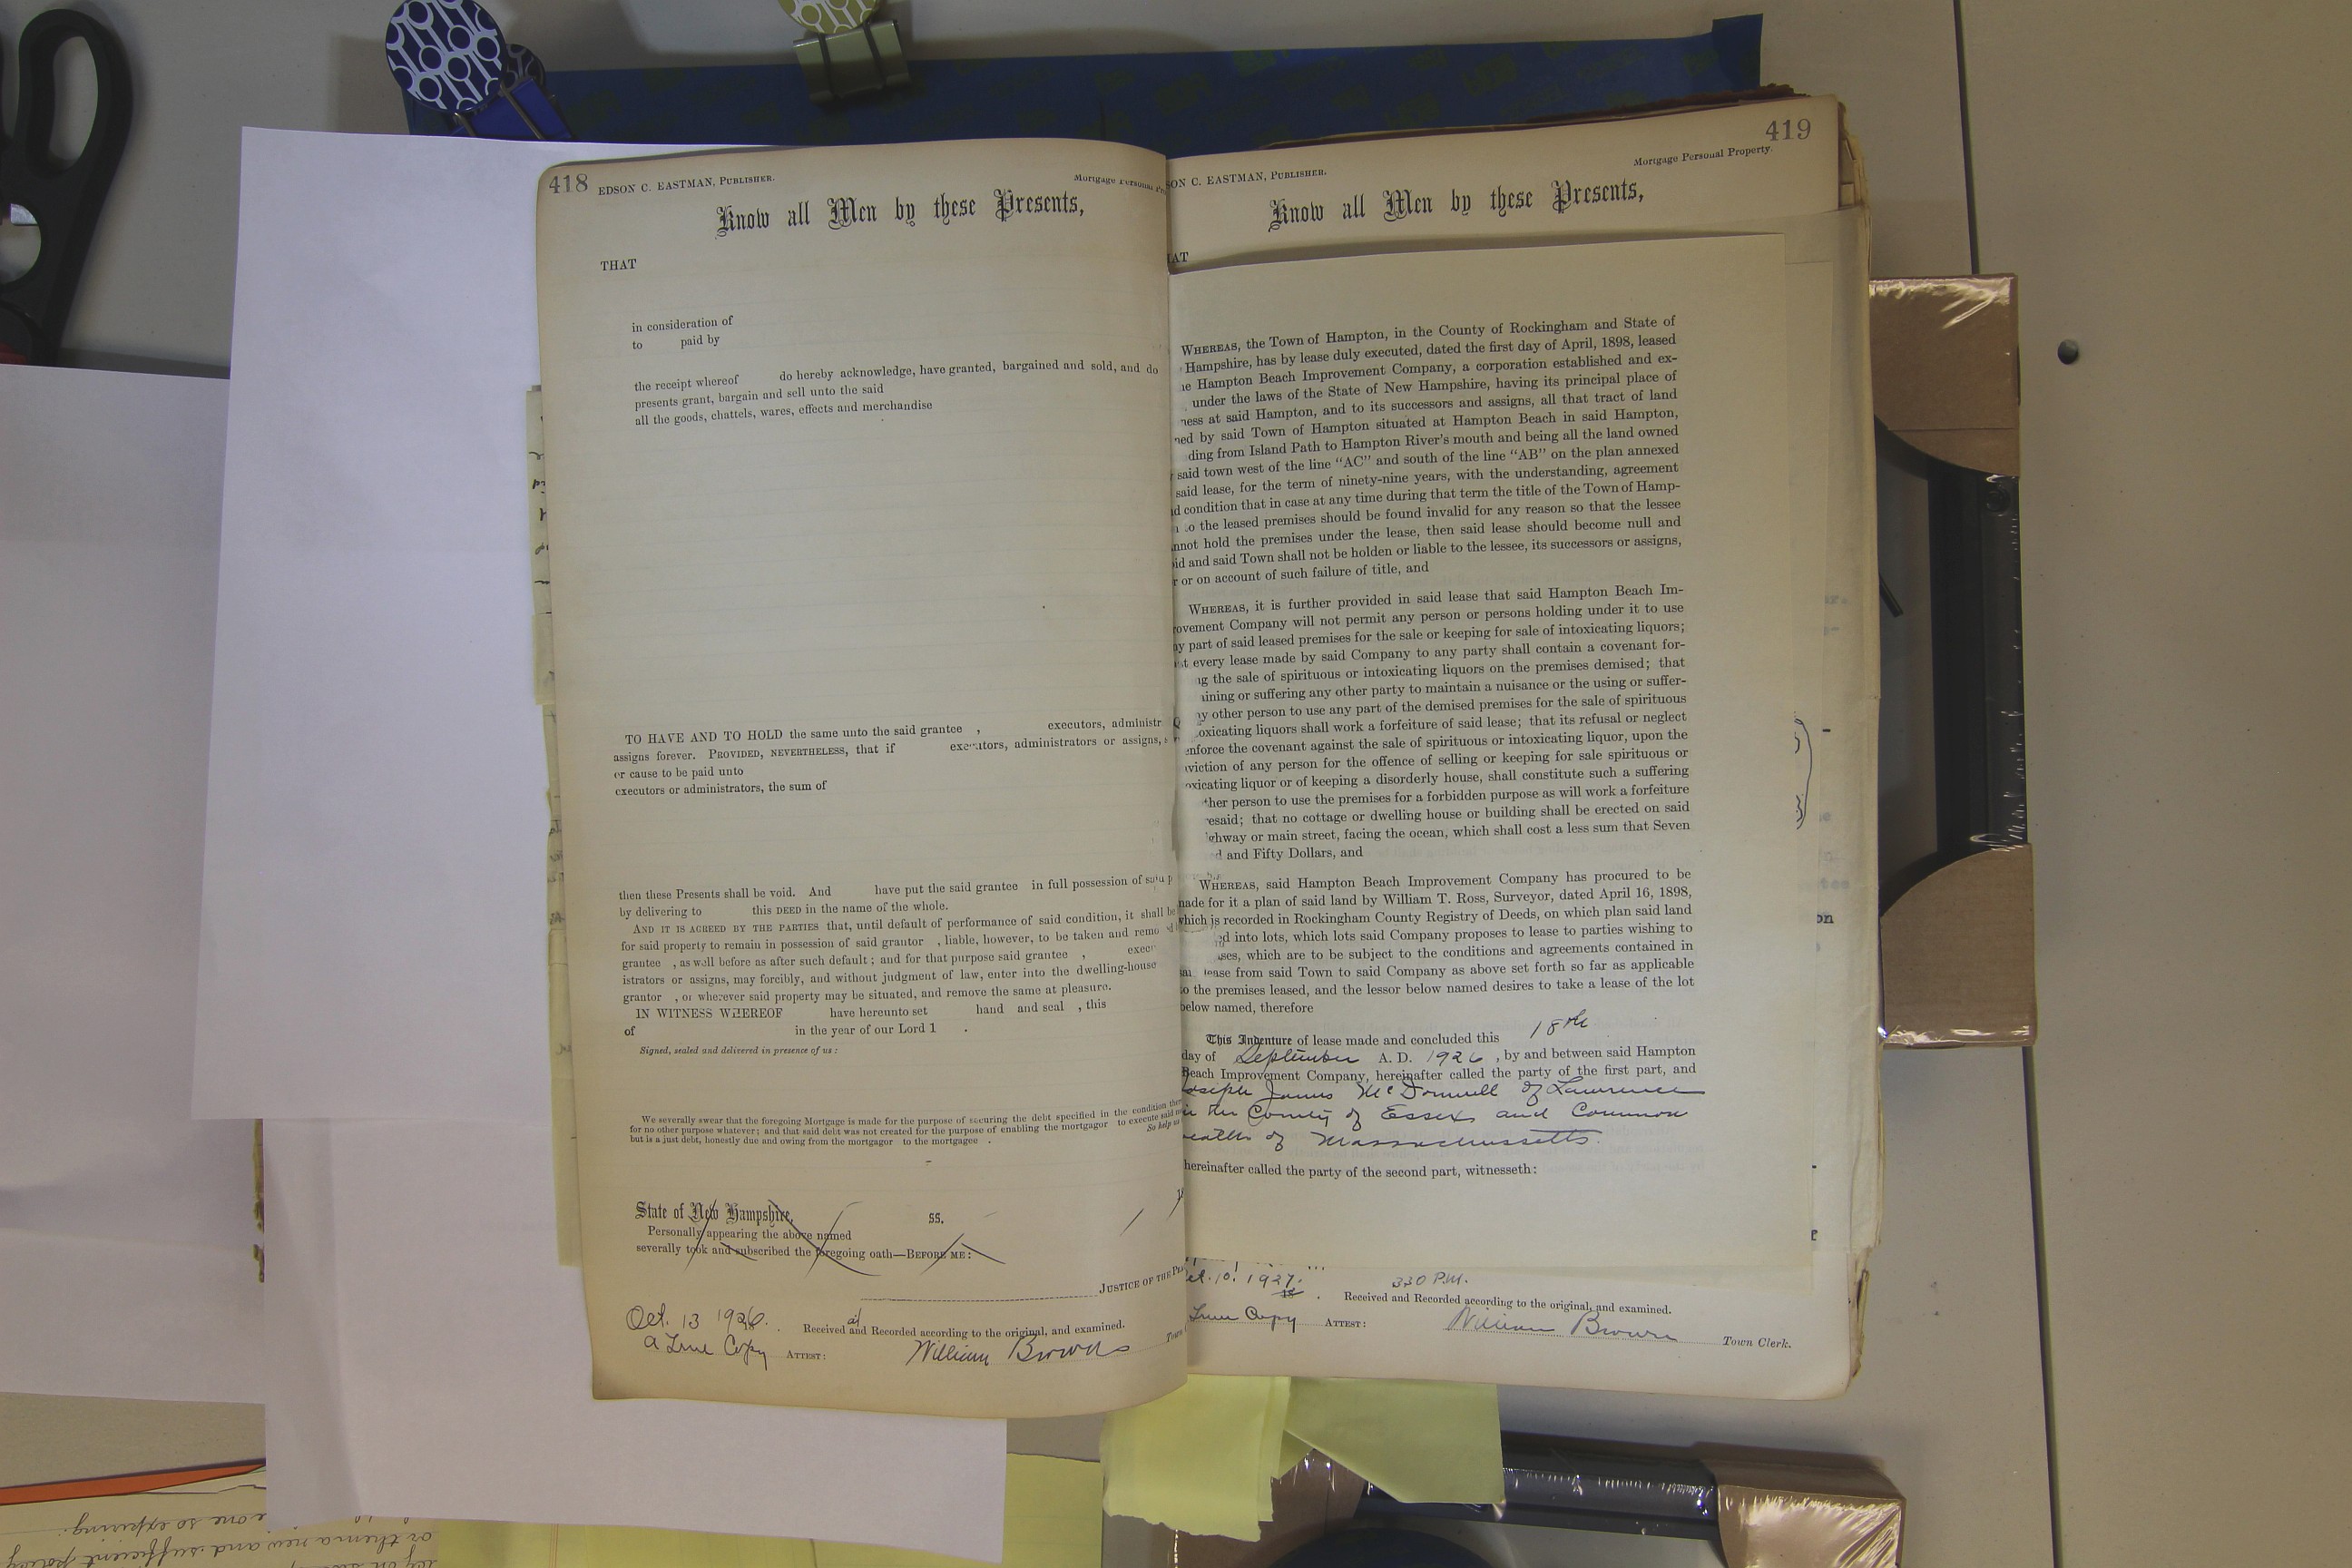 418
EDSON C. EASTMAN, PUBLISHER.
Mortgage Personal
Know all Men by these Presents,
THAT
in consideration of
to paid by
the receipt whereof do hereby acknowledge, have granted, bargained and sold, and do
presents grant, bargain and sell unto the said
all the goods, chattels, wares, effects and merchandise
TO HAVE AND TO HOLD the same unto the said grantee , executors, administr
assigns forever. PROVIDED, NEVERTHELESS, that if executors, administrators or assigns,
or cause to be paid unto
executors or administrators, the sum of
then these Presents shall be void. And have put the said grantee in full possession of said p
by delivering to this DEED in the name of the whole.
AND IT IS AGREED BY THE PARTIES that, until default of performance of said condition, it shall be
for said property to remain in possession of said grantor , liable, however, to be taken and remo
grantee , as well before as after such default; and for that purpose said grantee , exec
istrators or assigns, may forcibly, and without judgment of law, enter into the dwelling-house
grantor , or wherever said property may be situated, and remove the same at pleasure.
IN WITNESS WHEREOF have hereunto set hand and seal , this
of in the year of our Lord 1 .
Signed, sealed and delivered in presence of:
We severally swear that the foregoing Mortgage is made for the purpose of securing the debt specified in the condition ther
for no other purpose whatever; and that said debt was not created for the purpose of enabling the mortgagor to execute said
but is a just debt, honestly due and owing from the mortgagor to the mortgagee . So help us
State of New Hampshire, SS.
Personally appearing the above named
severally took and subscribed the foregoing oath—BEFORE ME:
JUSTICE OF THE PE
Oct. 13 1926. Received and Recorded according to the original, and examined.
A True Copy ATTEST: William Brown Town
419
SON C. EASTMAN, PUBLISHER.
Mortgage Personal Property.
Know all Men by these Presents,
HAT
WHEREAS, the Town of Hampton, in the County of Rockingham and State of
Hampshire, has by lease duly executed, dated the first day of April, 1898, leased
e Hampton Beach Improvement Company, a corporation established and ex-
under the laws of the State of New Hampshire, having its principal place of
ness at said Hampton, and to its successors and assigns, all that tract of land
ned by said Town of Hampton situated at Hampton Beach in said Hampton,
ding from Island Path to Hampton River's mouth and being all the land owned
said town west of the line "AC" and south of the line "AB" on the plan annexed
said lease, for the term of ninety-nine years, with the understanding, agreement
d condition that in case at any time during that term the title of the Town of Hamp-
to the leased premises should be found invalid for any reason so that the lessee
nnot hold the premises under the lease, then said lease should become null and
id and said Town shall not be holden or liable to the lessee, its successors or assigns,
r or on account of such failure of title, and
WHEREAS, it is further provided in said lease that said Hampton Beach Im-
rovement Company will not permit any person or persons holding under it to use
y part of said leased premises for the sale or keeping for sale of intoxicating liquors;
t every lease made by said Company to any party shall contain a covenant for-
ng the sale of spirituous or intoxicating liquors on the premises demised; that
ining or suffering any other party to maintain a nuisance or the using or suffer-
y other person to use any part of the demised premises for the sale of spirituous
oxicating liquors shall work a forfeiture of said lease; that its refusal or neglect
enforce the covenant against the sale of spirituous or intoxicating liquor, upon the
viction of any person for the offence of selling or keeping for sale spirituous or
oxicating liquor or of keeping a disorderly house, shall constitute such a suffering
ther person to use the premises for a forbidden purpose as will work a forfeiture
resaid; that no cottage or dwelling house or building shall be erected on said
ghway or main street, facing the ocean, which shall cost a less sum that Seven
d and Fifty Dollars, and
WHEREAS, said Hampton Beach Improvement Company has procured to be
made for it a plan of said land by William T. Ross, Surveyor, dated April 16, 1898,
which is recorded in Rockingham County Registry of Deeds, on which plan said land
ed into lots, which lots said Company proposes to lease to parties wishing to
ses, which are to be subject to the conditions and agreements contained in
lease from said Town to said Company as above set forth so far as applicable
to the premises leased, and the lessor below named desires to take a lease of the lot
below named, therefore
This Indenture of lease made and concluded this 18th
day of September A. D. 1926 , by and between said Hampton
Beach Improvement Company, hereinafter called the party of the first part, and
Joseph James McDonnell of Lawrence
in the County of Essex and Common
wealth of Massachussetts.
hereinafter called the party of the second part, witnesseth:
10. 1927. 330 P.M.
Received and Recorded according to the original, and examined.
True Copy ATTEST: William Brown Town Clerk.